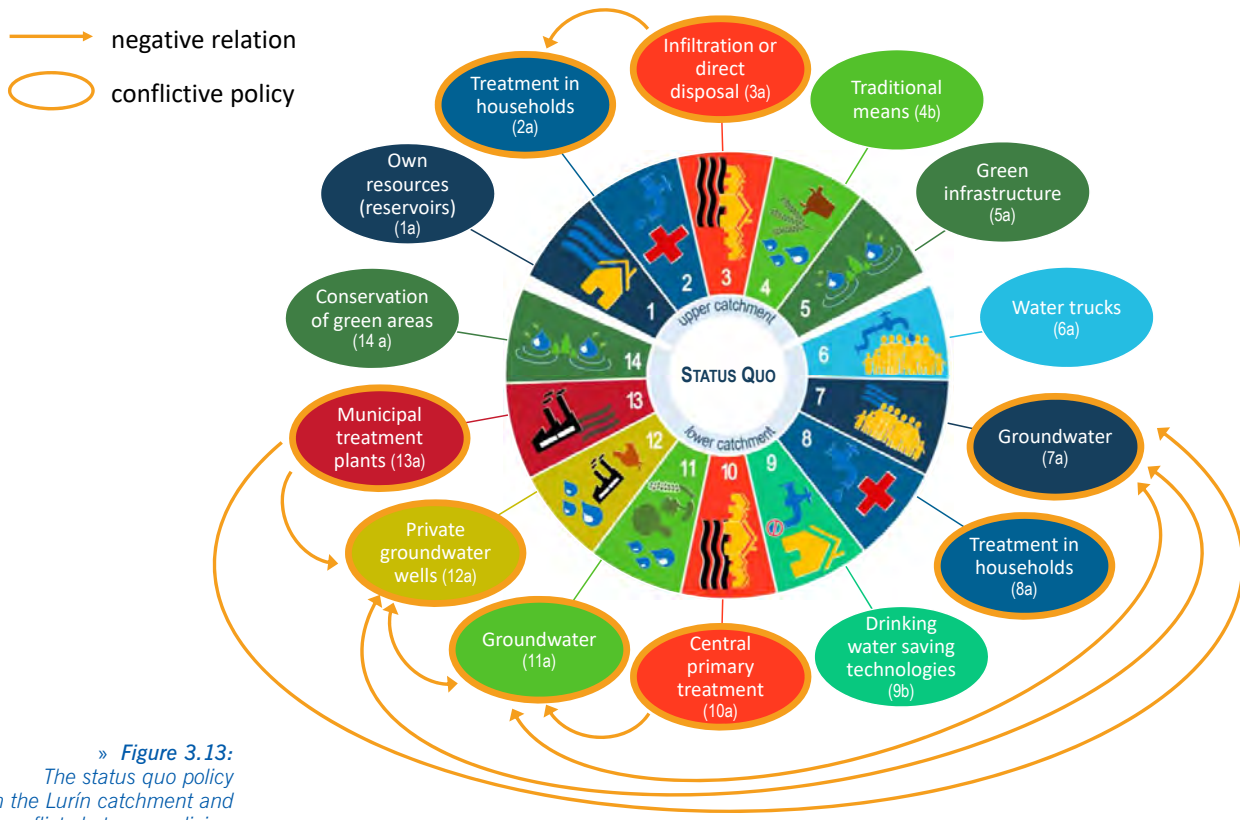 negative relation
conflictive policy
Infiltration or
direct
disposal (3a)
Treatment in
households
(2a)
Traditional
means (4b)
Own
resources
(reservoirs)
(1a)
Green
infrastructure
(5a)
Conservation
of green areas
(14 a)
Water trucks
(6a)
Municipal
treatment
plants (13a)
Groundwater
(7a)
Private
groundwater
wells (12a)
Treatment in
households
(8a)
Groundwater
(11a)
Central
primary
treatment
(10a)
Drinking
water saving
technologies
(9b)
1
2
3
4
5
6
7
8
9
10
11
12
13
14
upper catchment
STATUS QUO
lower catchment
» Figure 3.13:
The status quo policy
the Lurín catchment and
between